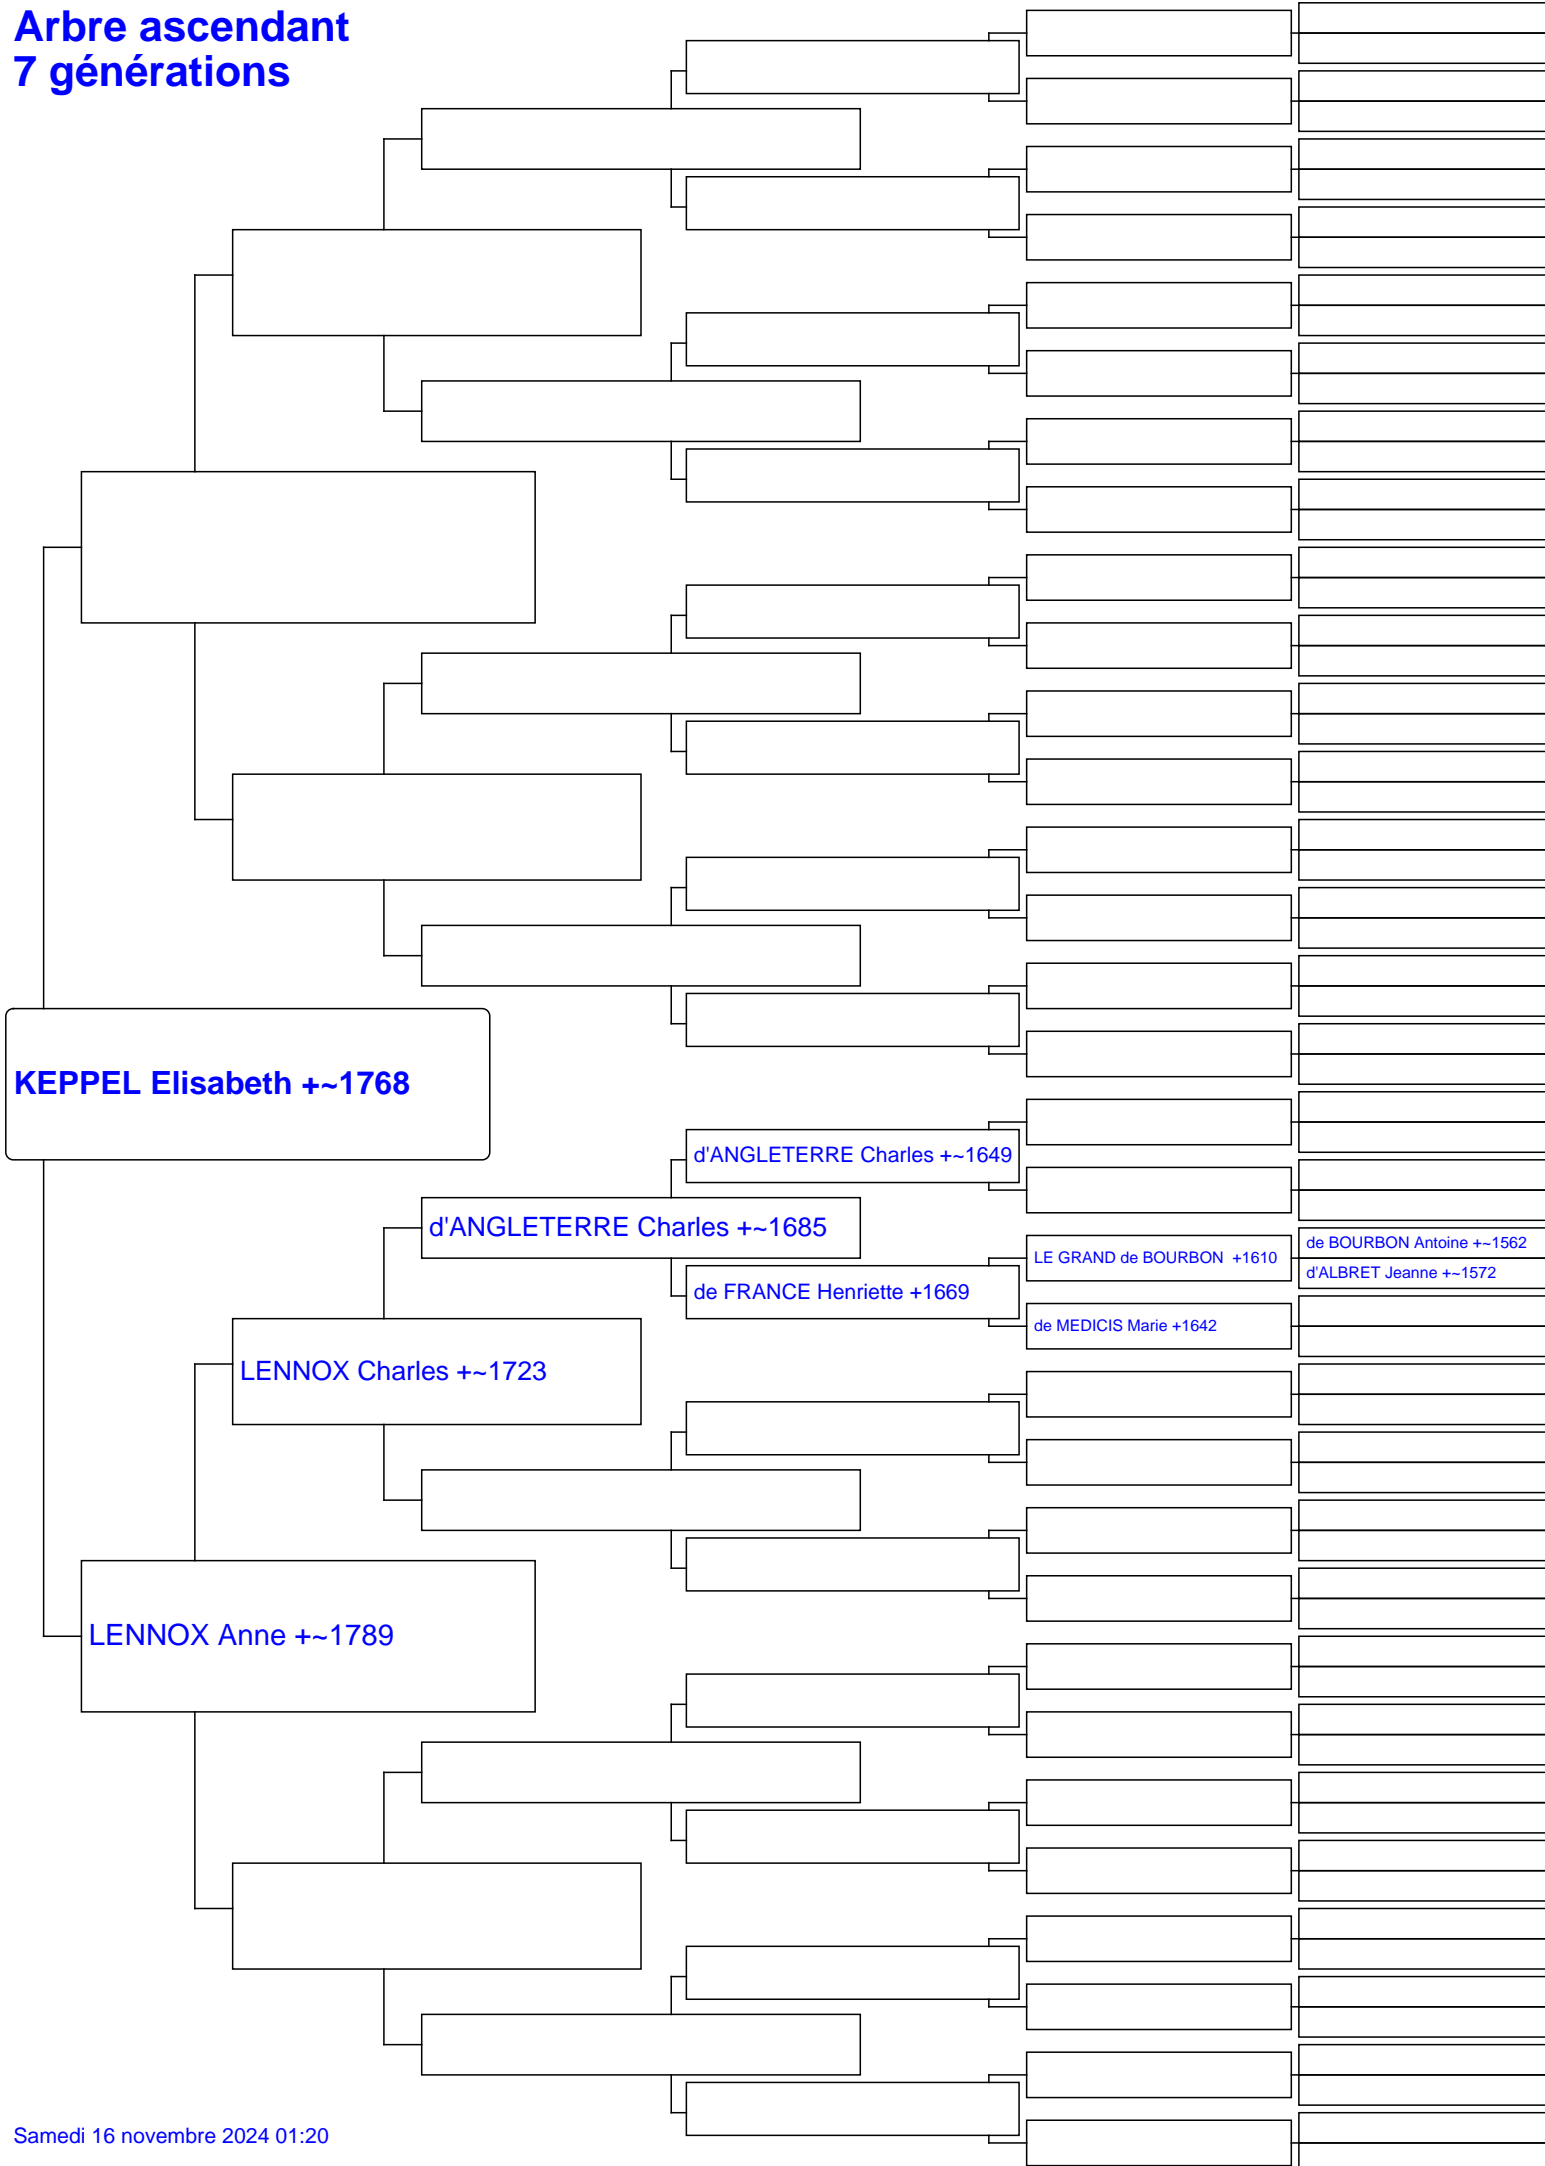 Arbre ascendant
7 générations
KEPPEL Elisabeth +~1768
d'ANGLETERRE Charles +~1649
d'ANGLETERRE Charles +~1685
de BOURBON Antoine +~1562
LE GRAND de BOURBON  +1610
d'ALBRET Jeanne +~1572
de FRANCE Henriette +1669
de MEDICIS Marie +1642
LENNOX Charles +~1723
LENNOX Anne +~1789
Samedi 16 novembre 2024 01:20